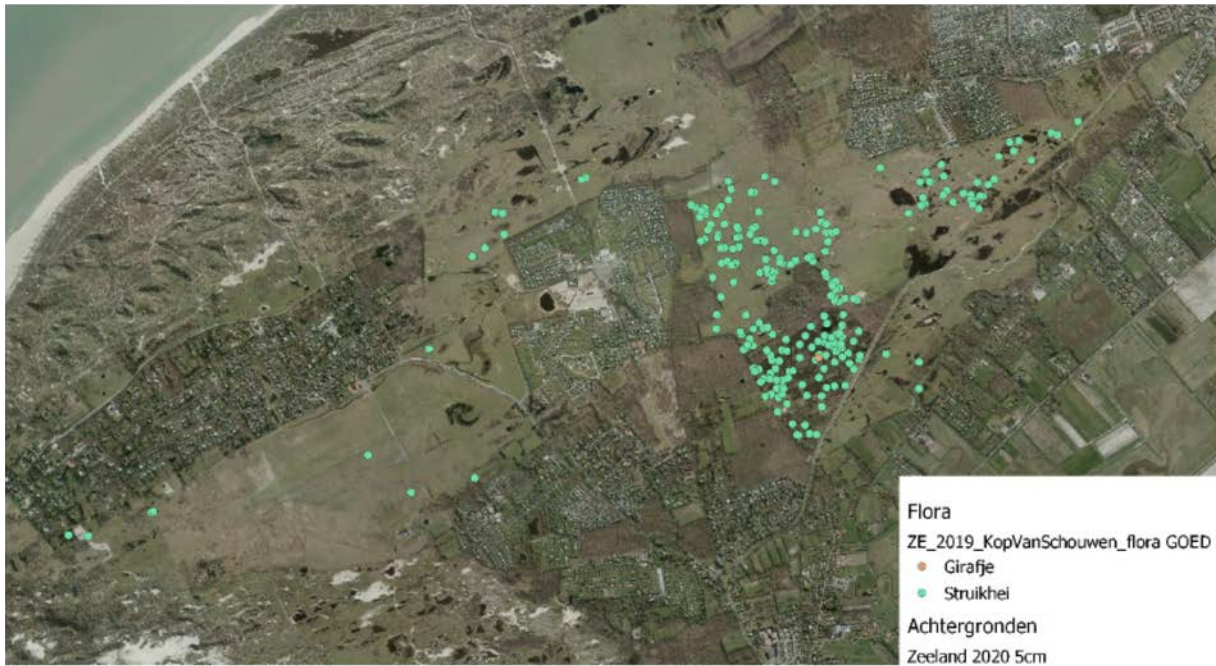 Flora
ZE_2019_KopVanSchouwen_flora GOED
Girafje
Struikhei
Achtergronden
Zeeland 2020 5cm